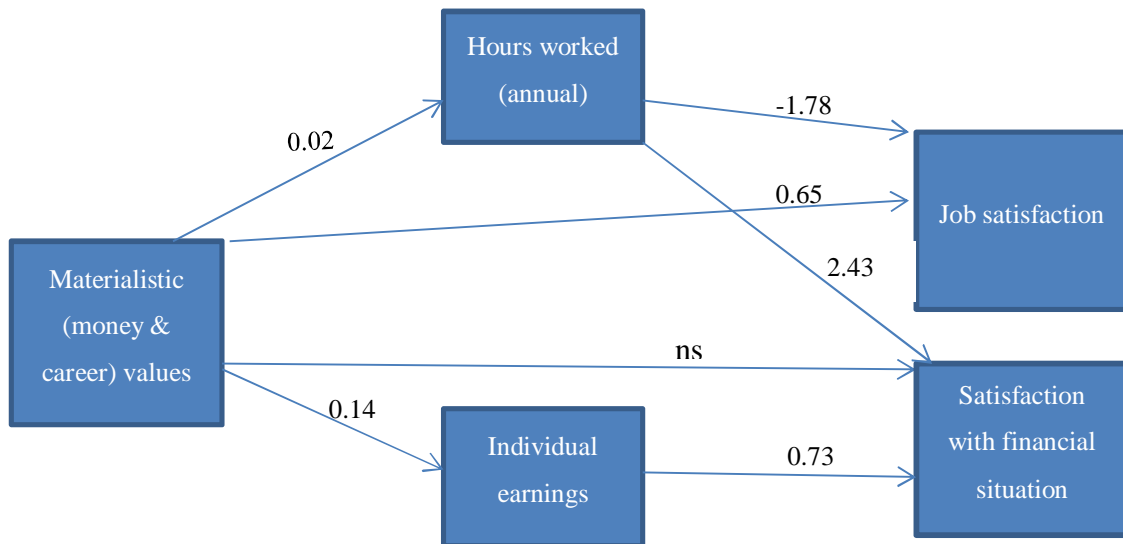 Hours worked
(annual)
-1.78
0.02
0.65
Job satisfaction
Materialistic
(money &
career) values
2.43
ns
0.14
Individual
earnings
0.73
Satisfaction
with financial
situation